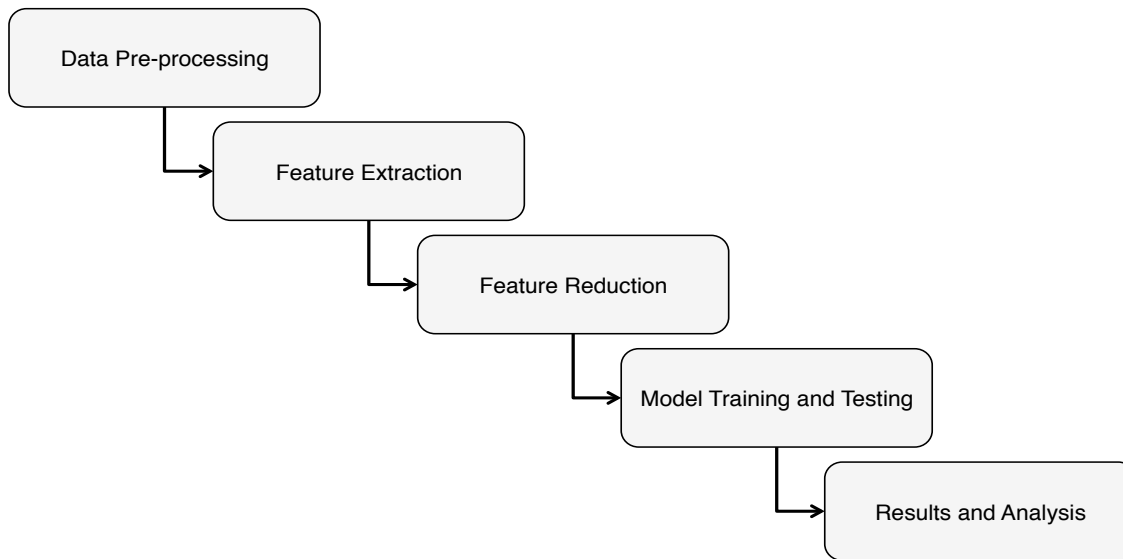 Data Pre-processing
Feature Extraction
Feature Reduction
Model Training and Testing
Results and Analysis